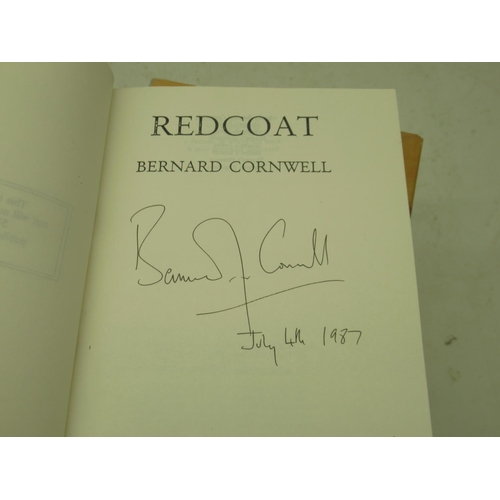 REDCOAT
BERNARD CORNWELL
Bernard Cornwell
July 4th 1987